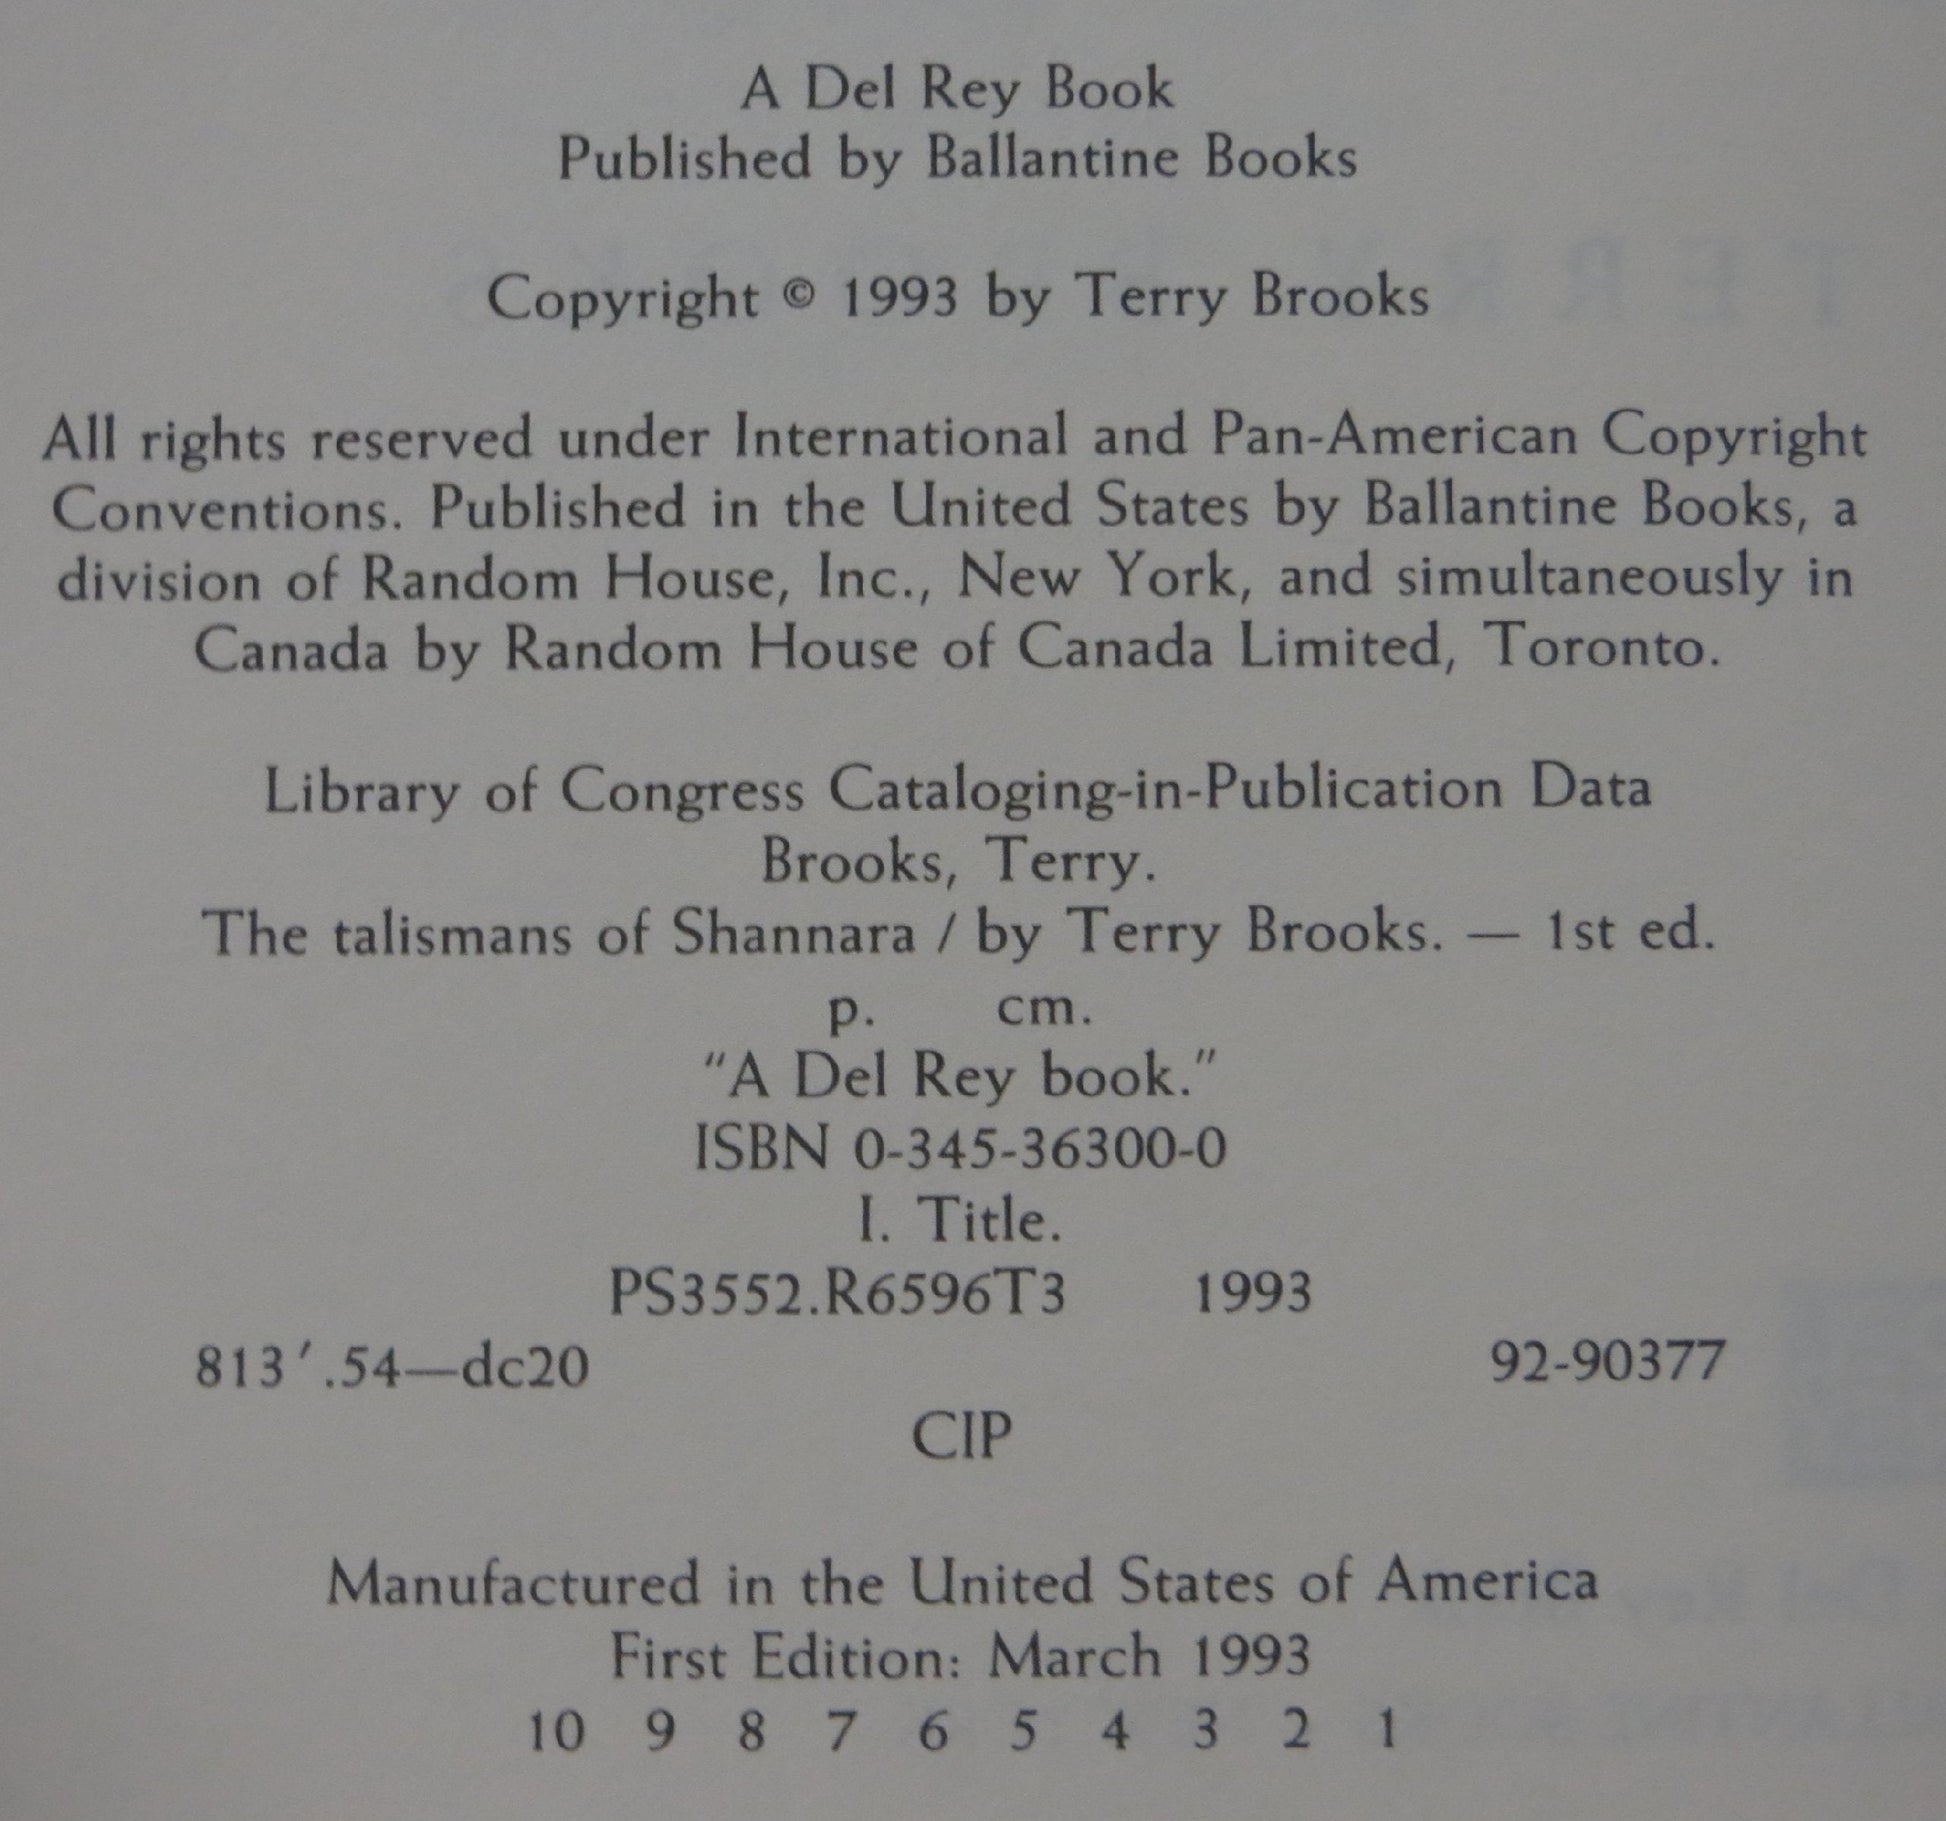 A Del Rey Book
Published by Ballantine Books
Copyright © 1993 by Terry Brooks
All rights reserved under International and Pan-American Copyright
Conventions. Published in the United States by Ballantine Books, a
division of Random House, Inc., New York, and simultaneously in
Canada by Random House of Canada Limited, Toronto.
Library of Congress Cataloging-in-Publication Data
Brooks, Terry.
The talismans of Shannara / by Terry Brooks. — 1st ed.
p. cm.
"A Del Rey book."
ISBN 0-345-36300-0
I. Title.
PS3552.R6596T3 1993
813′.54—dc20 92-90377
CIP
Manufactured in the United States of America
First Edition: March 1993
10 9 8 7 6 5 4 3 2 1